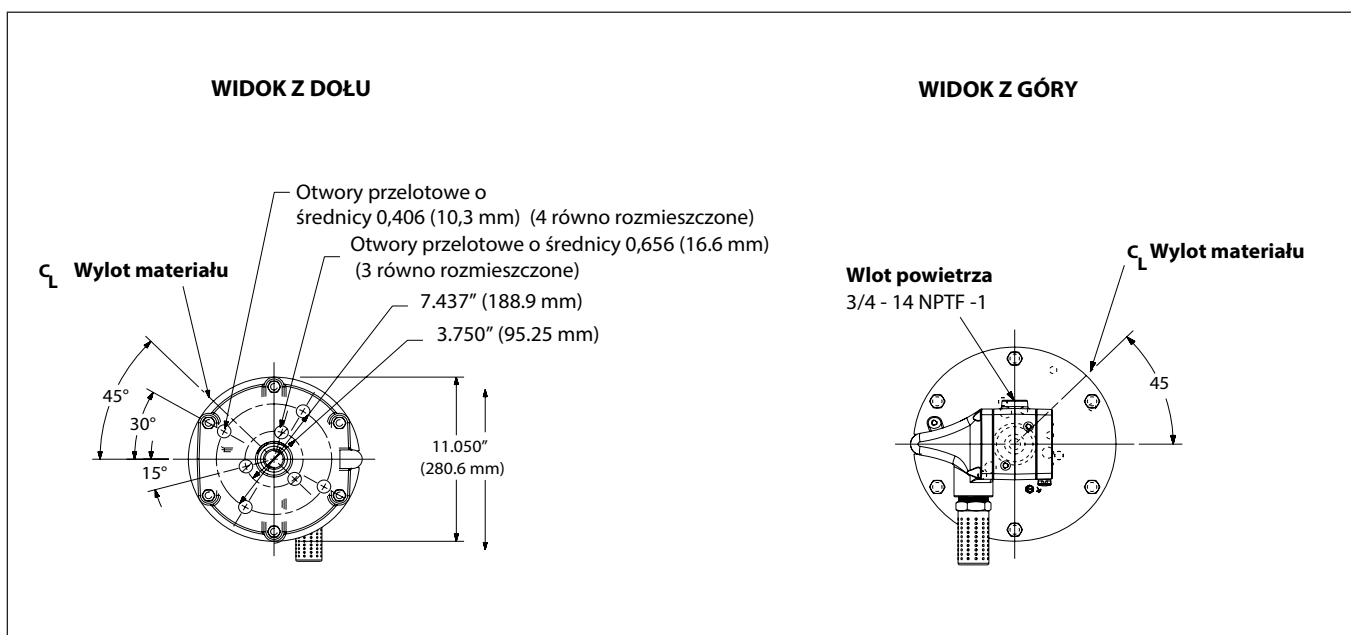 WIDOK Z DOŁU
Otwory przelotowe o
średnicy 0,406 (10,3 mm) (4 równo rozmieszczone)
Otwory przelotowe o średnicy 0,656 (16.6 mm)
(3 równo rozmieszczone)
7.437” (188.9 mm)
3.750” (95.25 mm)
CL Wylot materiału
45°
30°
15°
11.050”
(280.6 mm)
WIDOK Z GÓRY
CL Wylot materiału
Wlot powietrza
3/4 - 14 NPTF -1
45